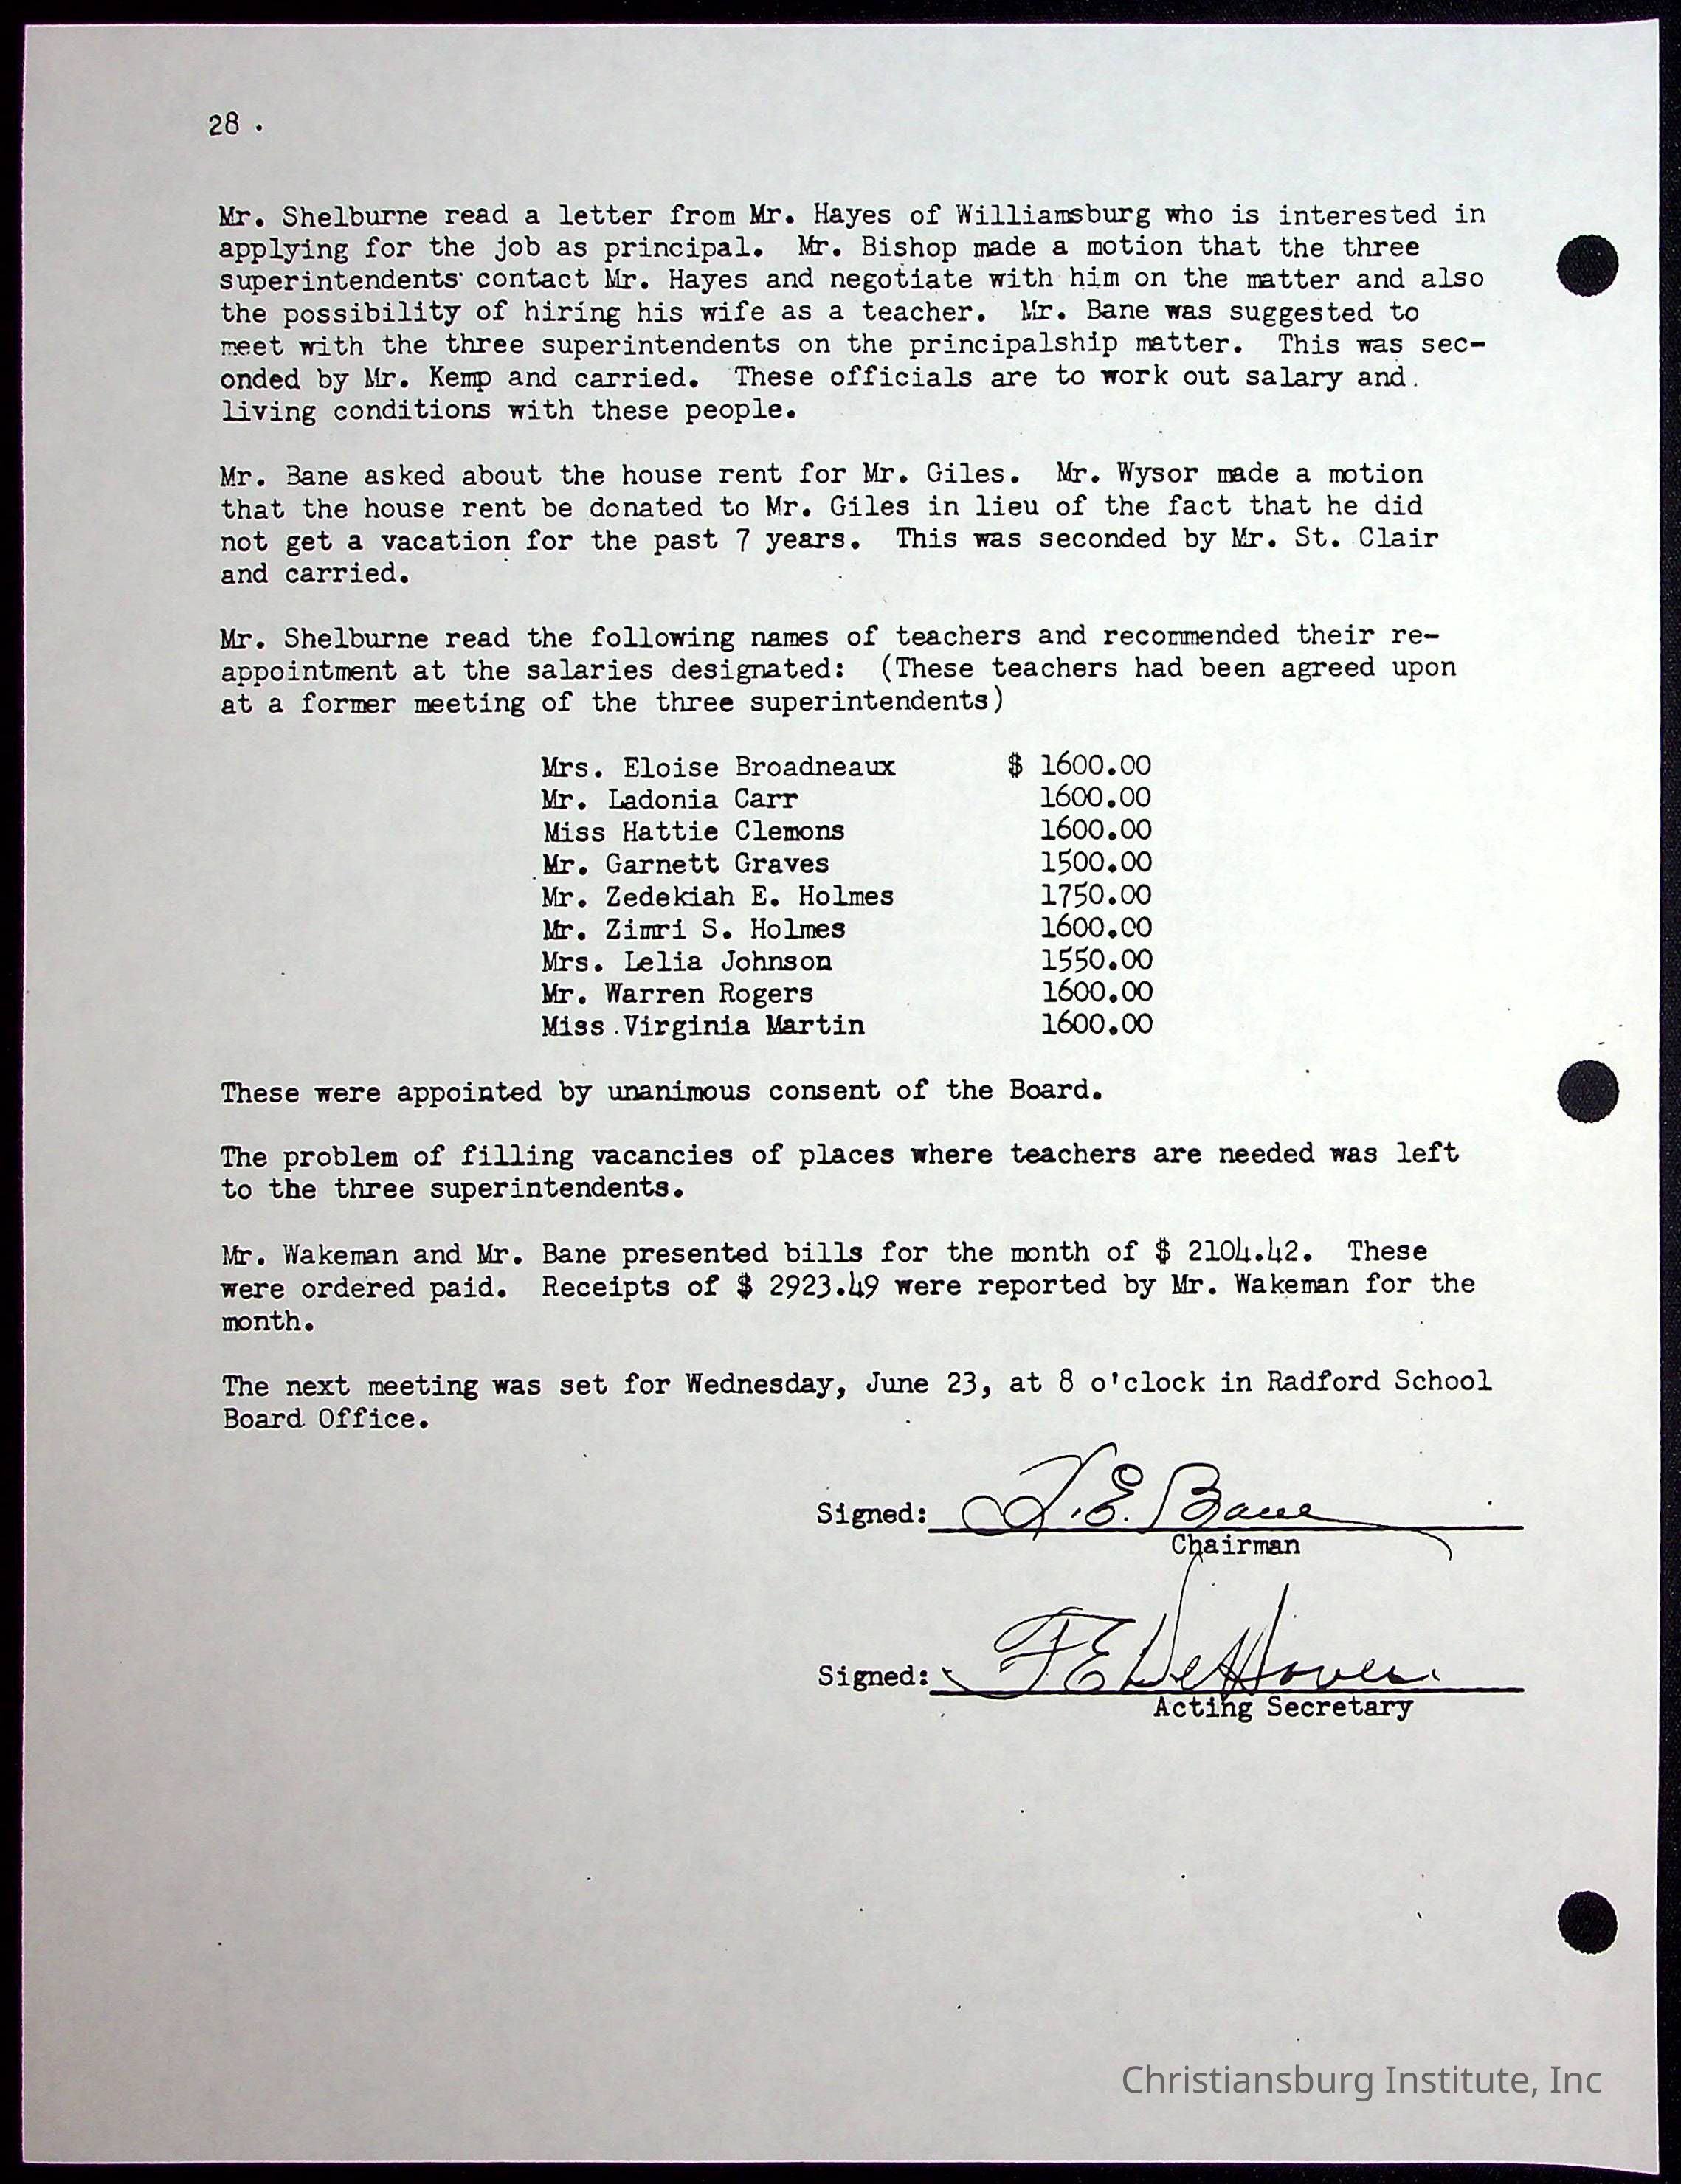 28 .
Mr. Shelburne read a letter from Mr. Hayes of Williamsburg who is interested in
applying for the job as principal. Mr. Bishop made a motion that the three
superintendents contact Mr. Hayes and negotiate with him on the matter and also
the possibility of hiring his wife as a teacher. Mr. Bane was suggested to
meet with the three superintendents on the principalship matter. This was sec-
onded by Mr. Kemp and carried. These officials are to work out salary and.
living conditions with these people.
Mr. Bane asked about the house rent for Mr. Giles. Mr. Wysor made a motion
that the house rent be donated to Mr. Giles in lieu of the fact that he did
not get a vacation for the past 7 years. This was seconded by Mr. St. Clair
and carried.
Mr. Shelburne read the following names of teachers and recommended their re-
appointment at the salaries designated: (These teachers had been agreed upon
at a former meeting of the three superintendents)
Mrs. Eloise Broadneaux $ 1600.00
Mr. Ladonia Carr 1600.00
Miss Hattie Clemons 1600.00
Mr. Garnett Graves 1500.00
Mr. Zedekiah E. Holmes 1750.00
Mr. Zimri S. Holmes 1600.00
Mrs. Lelia Johnson 1550.00
Mr. Warren Rogers 1600.00
Miss Virginia Martin 1600.00
These were appointed by unanimous consent of the Board.
The problem of filling vacancies of places where teachers are needed was left
to the three superintendents.
Mr. Wakeman and Mr. Bane presented bills for the month of $ 2104.42. These
were ordered paid. Receipts of $ 2923.49 were reported by Mr. Wakeman for the
month.
The next meeting was set for Wednesday, June 23, at 8 o'clock in Radford School
Board Office.
Signed: E. Bane
Chairman
Signed: F E DeHaven
Acting Secretary
Christiansburg Institute, Inc